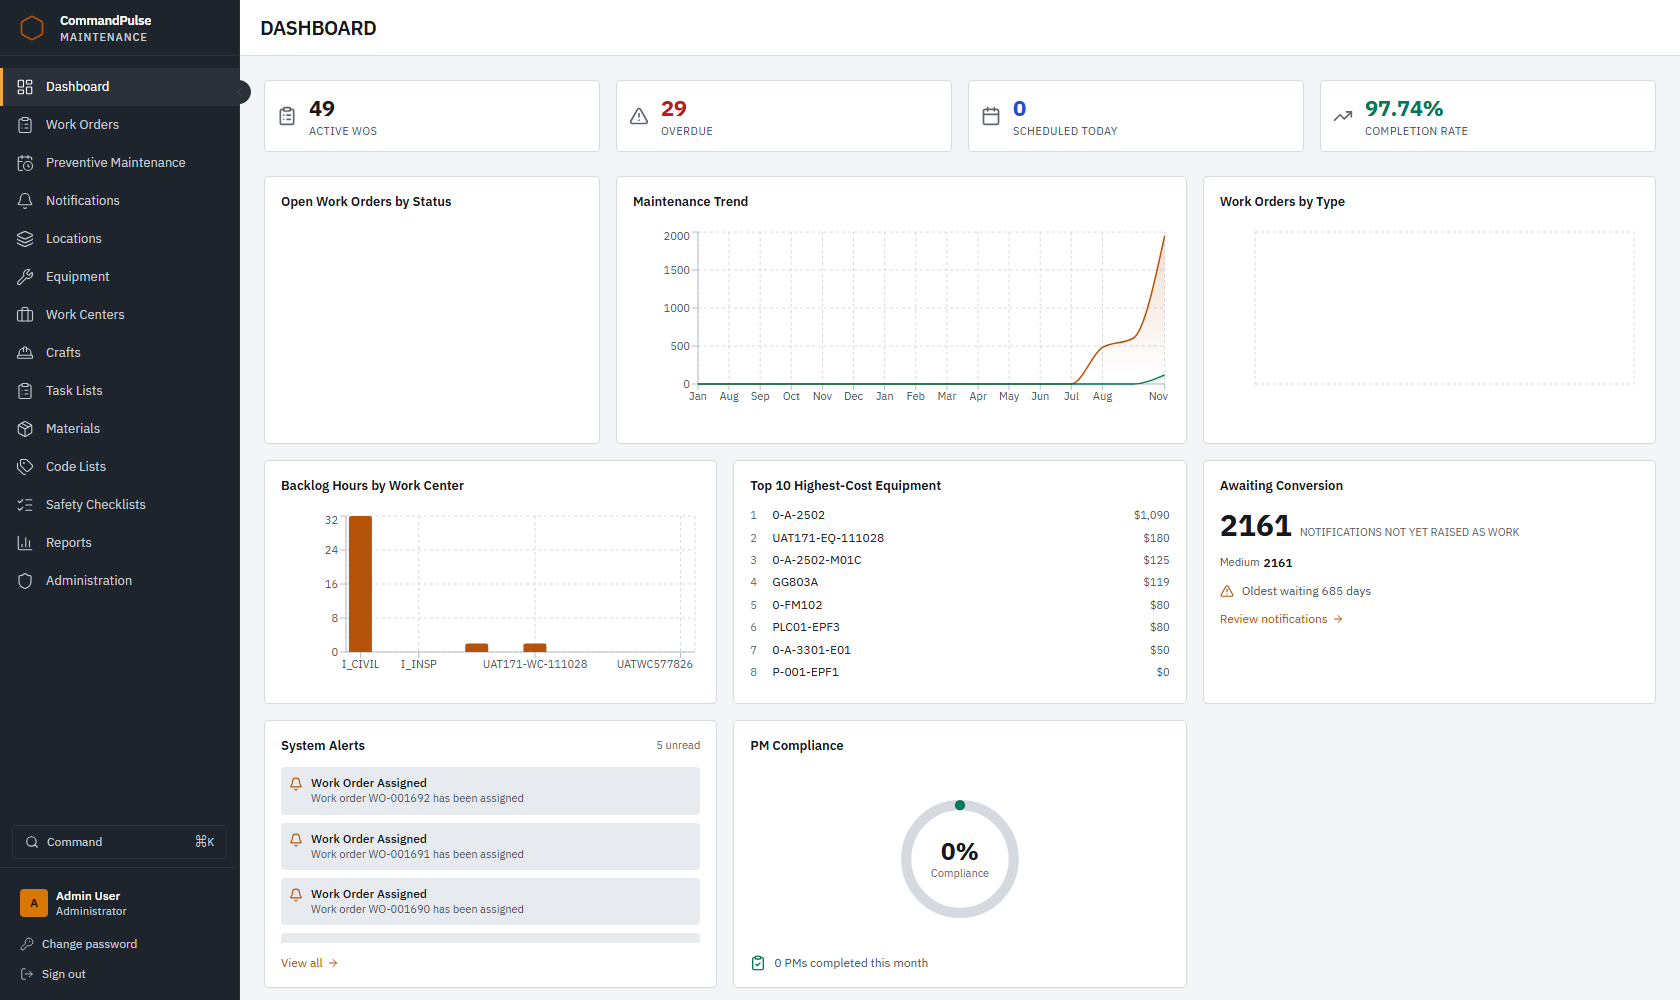 CommandPulse
MAINTENANCE
Dashboard
Work Orders
Preventive Maintenance
Notifications
Locations
Equipment
Work Centers
Crafts
Task Lists
Materials
Code Lists
Safety Checklists
Reports
Administration
Command ⌘K
A
Admin User
Administrator
Change password
Sign out
DASHBOARD
49
ACTIVE WOS
29
OVERDUE
0
SCHEDULED TODAY
97.74%
COMPLETION RATE
Open Work Orders by Status
Maintenance Trend
2000
1500
1000
500
0
Jan Aug Sep Oct Nov Dec Jan Feb Mar Apr May Jun Jul Aug Nov
Work Orders by Type
Backlog Hours by Work Center
32
24
16
8
0
I_CIVIL I_INSP UAT171-WC-111028 UATWC577826
Top 10 Highest-Cost Equipment
1 0-A-2502 $1,090
2 UAT171-EQ-111028 $180
3 0-A-2502-M01C $125
4 GG803A $119
5 0-FM102 $80
6 PLC01-EPF3 $80
7 0-A-3301-E01 $50
8 P-001-EPF1 $0
Awaiting Conversion
2161 NOTIFICATIONS NOT YET RAISED AS WORK
Medium 2161
Oldest waiting 685 days
Review notifications →
System Alerts 5 unread
Work Order Assigned
Work order WO-001692 has been assigned
Work Order Assigned
Work order WO-001691 has been assigned
Work Order Assigned
Work order WO-001690 has been assigned
View all →
PM Compliance
0%
Compliance
0 PMs completed this month